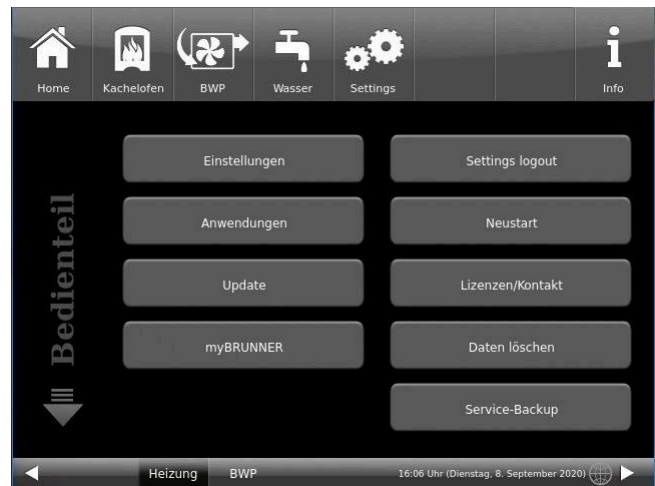 Home Kachelofen BWP Wasser Settings Info
Bedienteil
Einstellungen Settings logout
Anwendungen Neustart
Update Lizenzen/Kontakt
myBRUNNER Daten löschen
Service-Backup
Heizung BWP 16:06 Uhr (Dienstag, 8. September 2020)